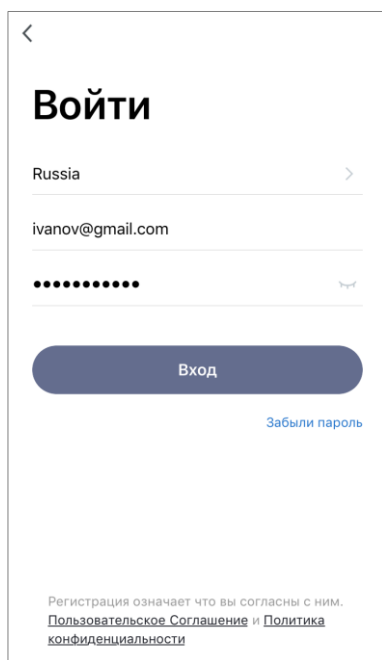 Войти
Russia
ivanov@gmail.com
•••••••••••
Вход
Забыли пароль
Регистрация означает что вы согласны с ним.
Пользовательское Соглашение и Политика
конфиденциальности